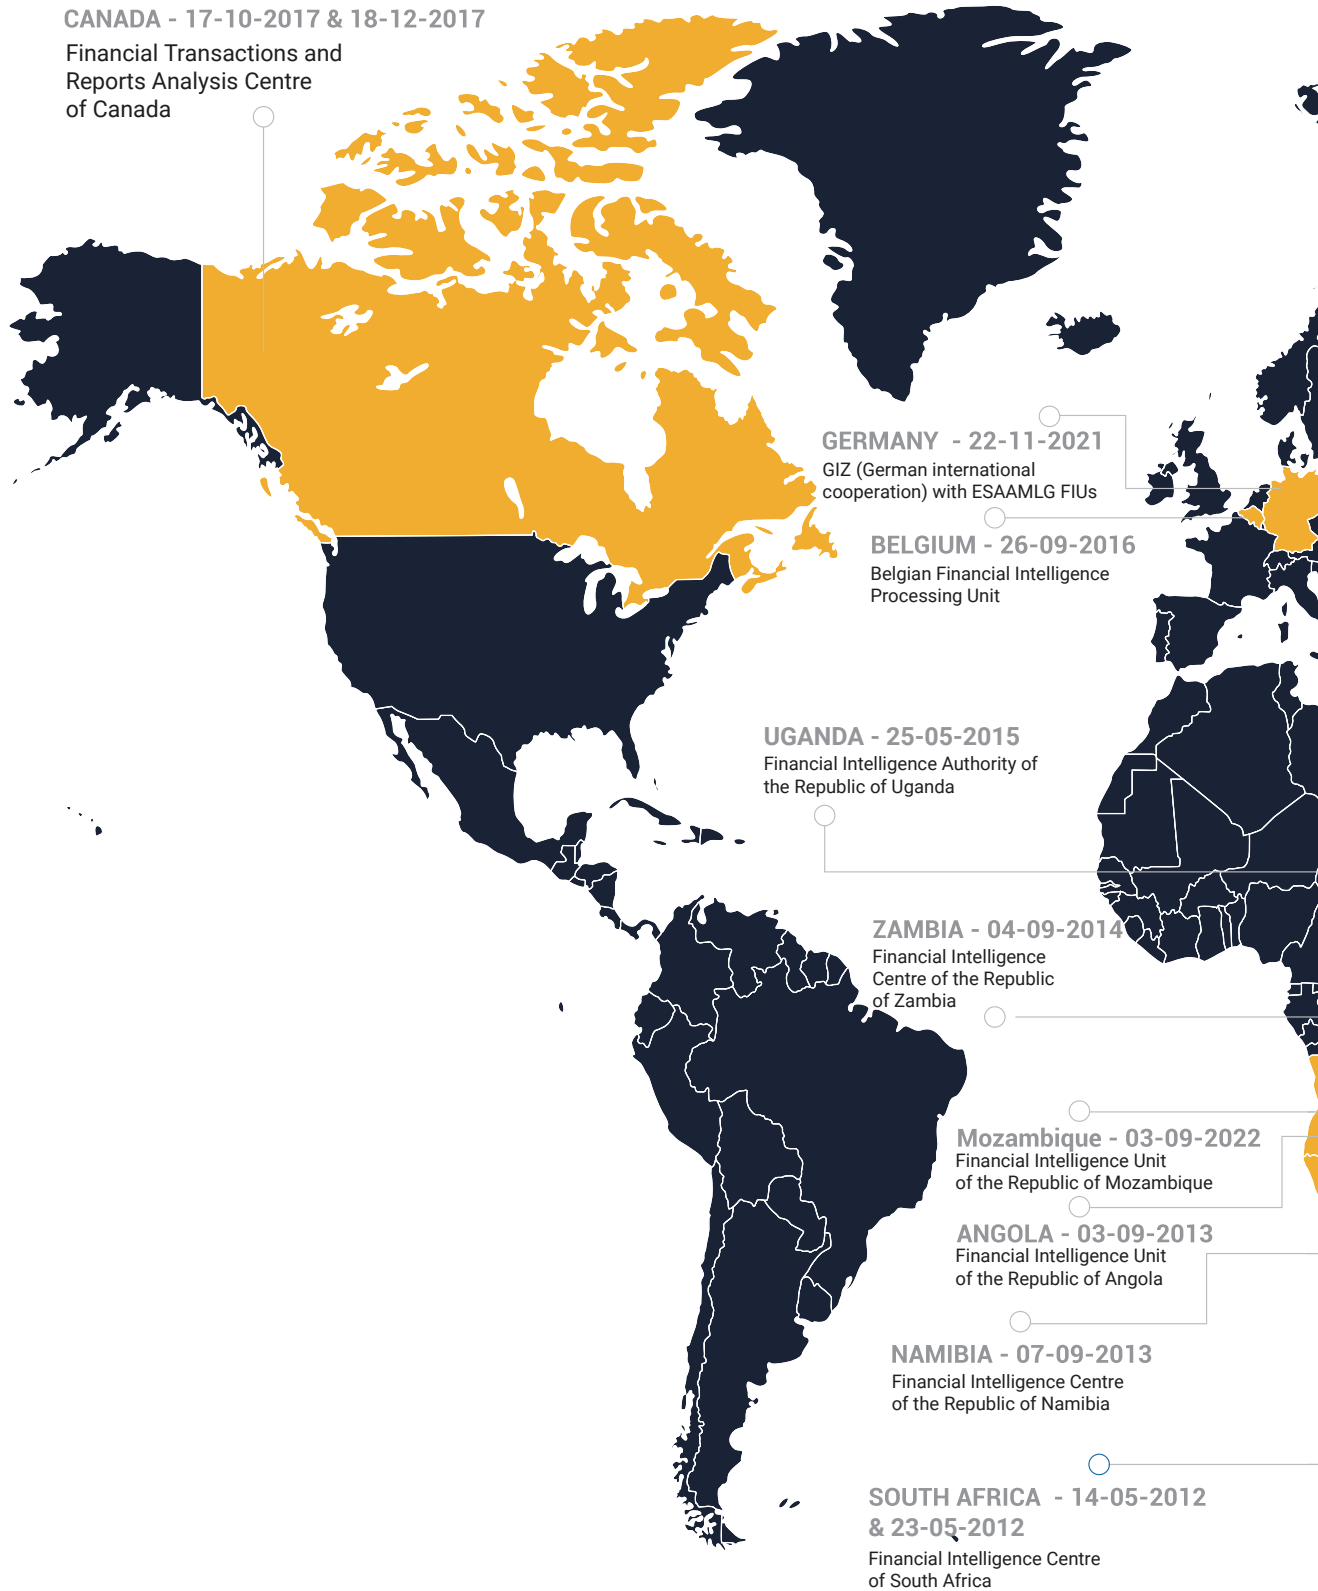 CANADA - 17-10-2017 & 18-12-2017
Financial Transactions and
Reports Analysis Centre
of Canada
GERMANY - 22-11-2021
GIZ (German international
cooperation) with ESAAMLG FIUs
BELGIUM - 26-09-2016
Belgian Financial Intelligence
Processing Unit
UGANDA - 25-05-2015
Financial Intelligence Authority of
the Republic of Uganda
ZAMBIA - 04-09-2014
Financial Intelligence
Centre of the Republic
of Zambia
Mozambique - 03-09-2022
Financial Intelligence Unit
of the Republic of Mozambique
ANGOLA - 03-09-2013
Financial Intelligence Unit
of the Republic of Angola
NAMIBIA - 07-09-2013
Financial Intelligence Centre
of the Republic of Namibia
SOUTH AFRICA - 14-05-2012
& 23-05-2012
Financial Intelligence Centre
of South Africa